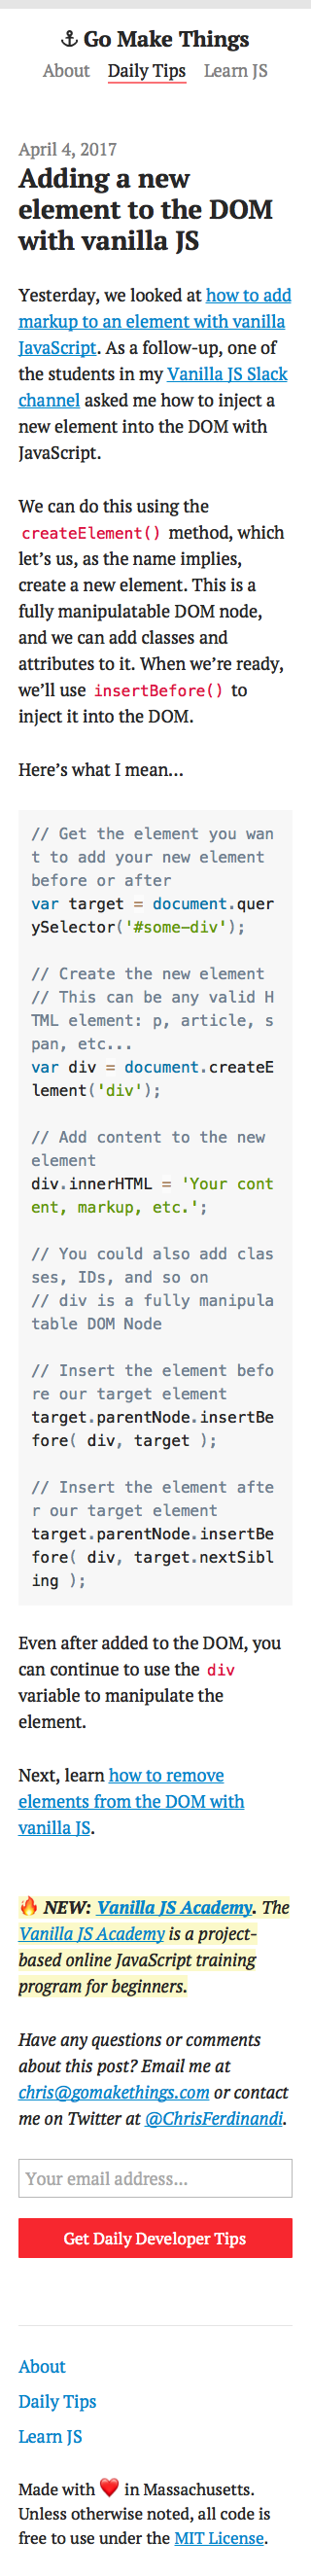 ⚓ Go Make Things
About Daily Tips Learn JS
April 4, 2017
Adding a new
element to the DOM
with vanilla JS
Yesterday, we looked at how to add
markup to an element with vanilla
JavaScript. As a follow-up, one of
the students in my Vanilla JS Slack
channel asked me how to inject a
new element into the DOM with
JavaScript.
We can do this using the
createElement() method, which
let’s us, as the name implies,
create a new element. This is a
fully manipulatable DOM node,
and we can add classes and
attributes to it. When we’re ready,
we’ll use insertBefore() to
inject it into the DOM.
Here’s what I mean…
// Get the element you wan
t to add your new element
before or after
var target = document.quer
ySelector('#some-div');
// Create the new element
// This can be any valid H
TML element: p, article, s
pan, etc...
var div = document.createE
lement('div');
// Add content to the new
element
div.innerHTML = 'Your cont
ent, markup, etc.';
// You could also add clas
ses, IDs, and so on
// div is a fully manipula
table DOM Node
// Insert the element befo
re our target element
target.parentNode.insertBe
fore( div, target );
// Insert the element afte
r our target element
target.parentNode.insertBe
fore( div, target.nextSibl
ing );
Even after added to the DOM, you
can continue to use the div
variable to manipulate the
element.
Next, learn how to remove
elements from the DOM with
vanilla JS.
🔥 NEW: Vanilla JS Academy. The
Vanilla JS Academy is a project-
based online JavaScript training
program for beginners.
Have any questions or comments
about this post? Email me at
chris@gomakethings.com or contact
me on Twitter at @ChrisFerdinandi.
Your email address...
Get Daily Developer Tips
About
Daily Tips
Learn JS
Made with ❤️ in Massachusetts.
Unless otherwise noted, all code is
free to use under the MIT License.